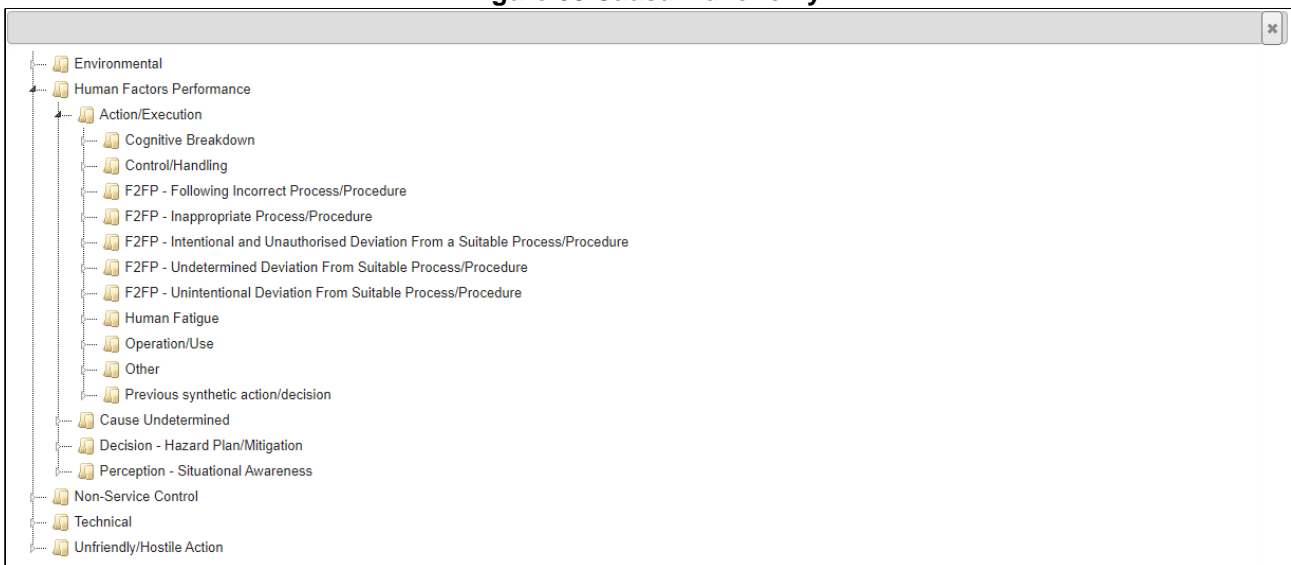 Environmental
Human Factors Performance
Action/Execution
Cognitive Breakdown
Control/Handling
F2FP - Following Incorrect Process/Procedure
F2FP - Inappropriate Process/Procedure
F2FP - Intentional and Unauthorised Deviation From a Suitable Process/Procedure
F2FP - Undetermined Deviation From Suitable Process/Procedure
F2FP - Unintentional Deviation From Suitable Process/Procedure
Human Fatigue
Operation/Use
Other
Previous synthetic action/decision
Cause Undetermined
Decision - Hazard Plan/Mitigation
Perception - Situational Awareness
Non-Service Control
Technical
Unfriendly/Hostile Action